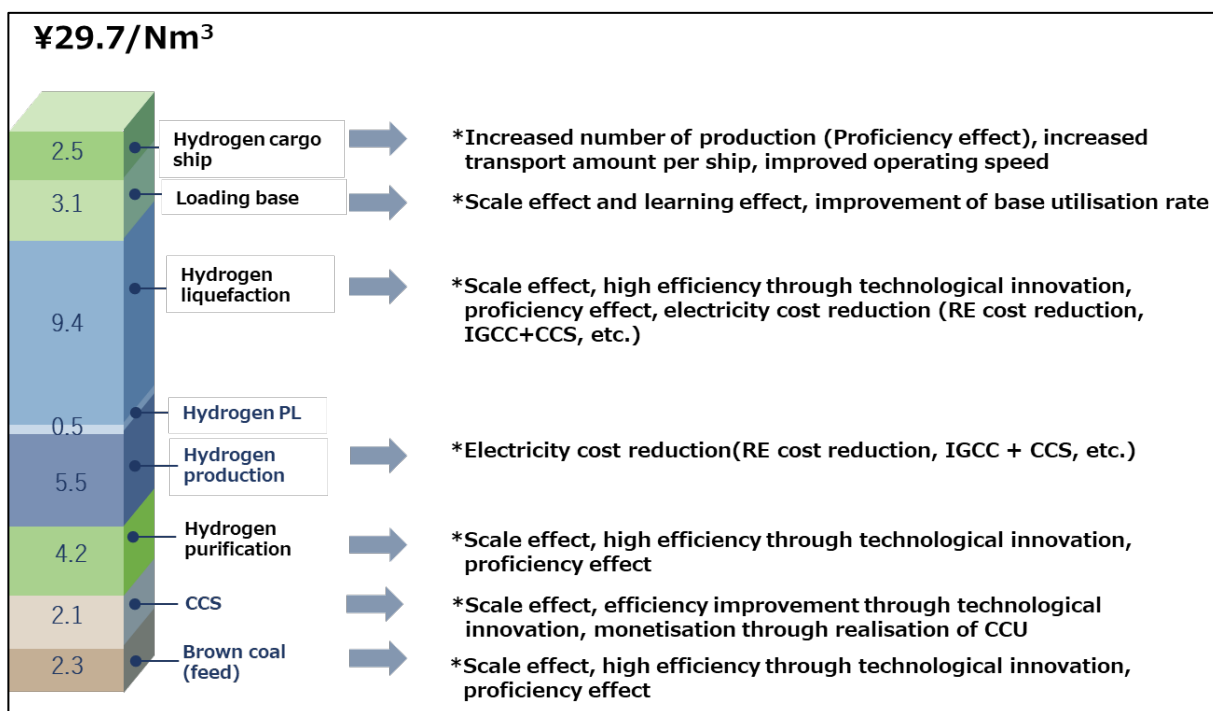 ¥29.7/Nm³
2.5
Hydrogen cargo
ship
*Increased number of production (Proficiency effect), increased
transport amount per ship, improved operating speed
3.1
Loading base
*Scale effect and learning effect, improvement of base utilisation rate
9.4
Hydrogen
liquefaction
*Scale effect, high efficiency through technological innovation,
proficiency effect, electricity cost reduction (RE cost reduction,
IGCC+CCS, etc.)
0.5
Hydrogen PL
5.5
Hydrogen
production
*Electricity cost reduction(RE cost reduction, IGCC + CCS, etc.)
4.2
Hydrogen
purification
*Scale effect, high efficiency through technological innovation,
proficiency effect
2.1
CCS
*Scale effect, efficiency improvement through technological
innovation, monetisation through realisation of CCU
2.3
Brown coal
(feed)
*Scale effect, high efficiency through technological innovation,
proficiency effect